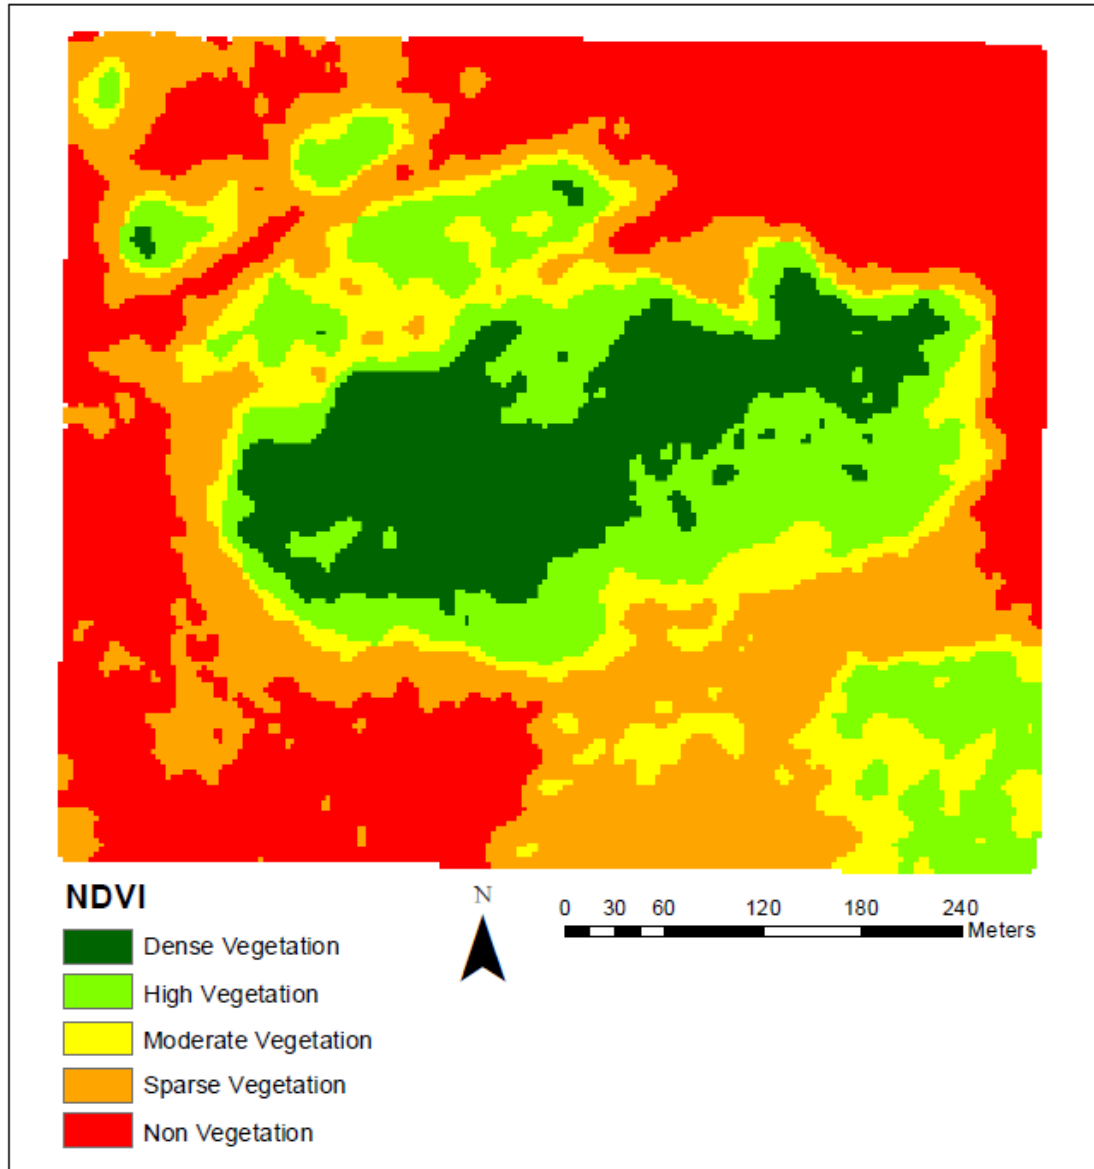 NDVI
Dense Vegetation
High Vegetation
Moderate Vegetation
Sparse Vegetation
Non Vegetation
N
0 30 60 120 180 240
Meters